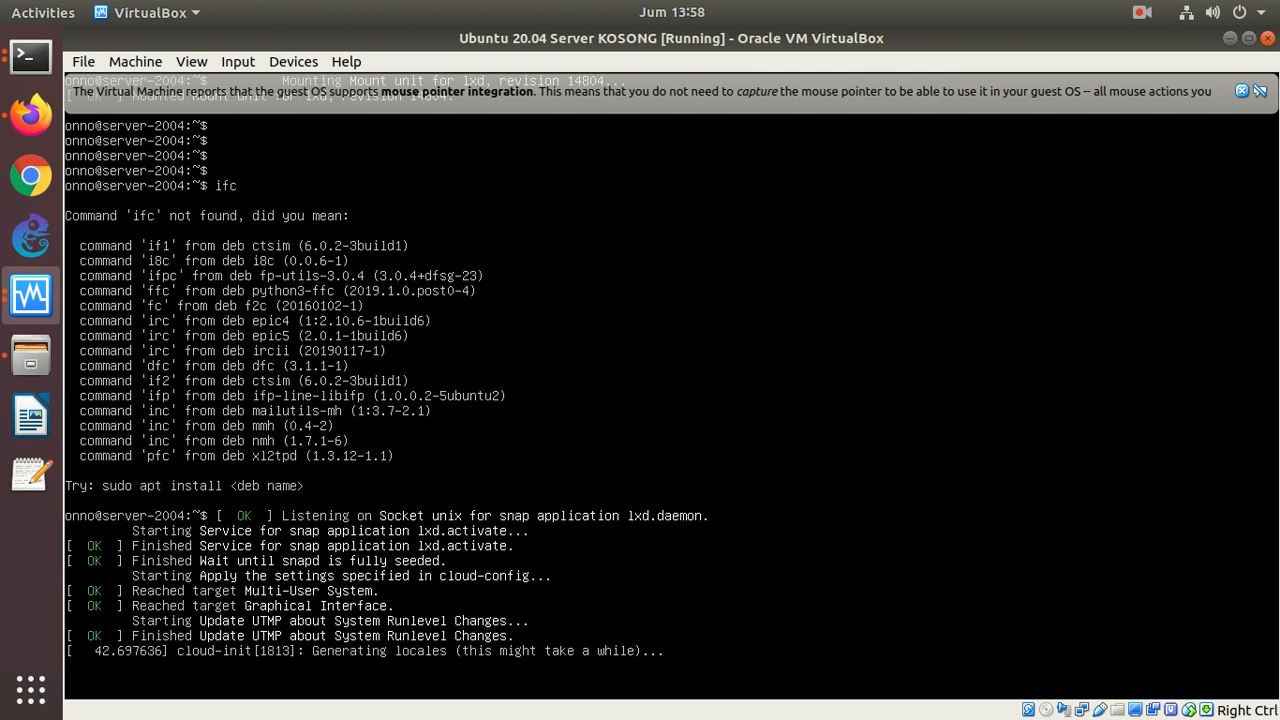 Activities
VirtualBox
Jum 13:58
Ubuntu 20.04 Server KOSONG [Running] - Oracle VM VirtualBox
File Machine View Input Devices Help
onno@server-2004:~$ Mounting Mount unit for lxd, revision 14804...
The Virtual Machine reports that the guest OS supports mouse pointer integration. This means that you do not need to capture the mouse pointer to be able to use it in your guest OS -- all mouse actions you
[ OK ] Mounted Mount unit for lxd, revision 14804.
onno@server-2004:~$
onno@server-2004:~$
onno@server-2004:~$
onno@server-2004:~$
onno@server-2004:~$ ifc
Command 'ifc' not found, did you mean:
command 'if1' from deb ctsim (6.0.2-3build1)
command 'i8c' from deb i8c (0.0.6-1)
command 'ifpc' from deb fp-utils-3.0.4 (3.0.4+dfsg-23)
command 'ffc' from deb python3-ffc (2019.1.0.post0-4)
command 'fc' from deb f2c (20160102-1)
command 'irc' from deb epic4 (1:2.10.6-1build6)
command 'irc' from deb epic5 (2.0.1-1build6)
command 'irc' from deb ircii (20190117-1)
command 'dfc' from deb dfc (3.1.1-1)
command 'if2' from deb ctsim (6.0.2-3build1)
command 'ifp' from deb ifp-line-libifp (1.0.0.2-5ubuntu2)
command 'inc' from deb mailutils-mh (1:3.7-2.1)
command 'inc' from deb mmh (0.4-2)
command 'inc' from deb nmh (1.7.1-6)
command 'pfc' from deb xl2tpd (1.3.12-1.1)
Try: sudo apt install <deb name>
onno@server-2004:~$ [ OK ] Listening on Socket unix for snap application lxd.daemon.
Starting Service for snap application lxd.activate...
[ OK ] Finished Service for snap application lxd.activate.
[ OK ] Finished Wait until snapd is fully seeded.
Starting Apply the settings specified in cloud-config...
[ OK ] Reached target Multi-User System.
[ OK ] Reached target Graphical Interface.
Starting Update UTMP about System Runlevel Changes...
[ OK ] Finished Update UTMP about System Runlevel Changes.
[ 42.697636] cloud-init[1813]: Generating locales (this might take a while)...
Right Ctrl